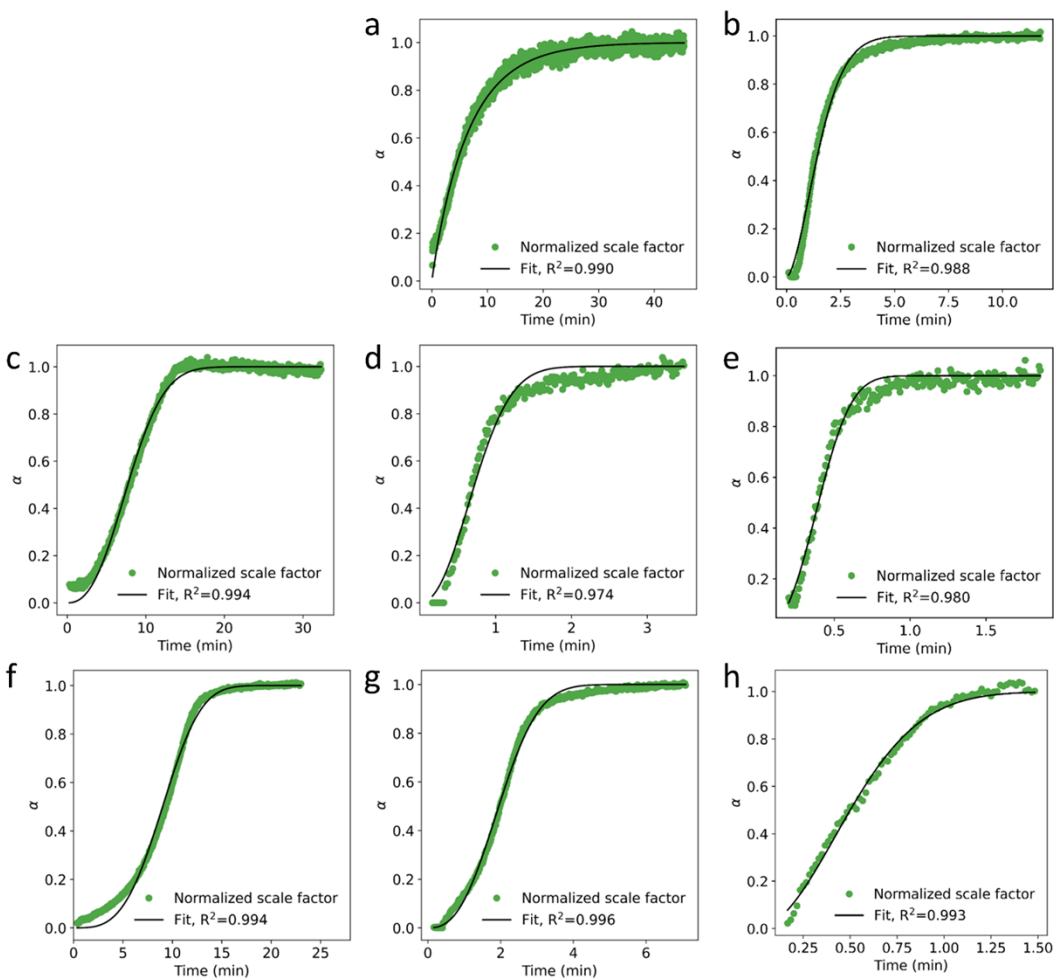 a
1.0
0.8
0.6
α
0.4
0.2
0.0
Normalized scale factor
Fit, R²=0.990
0 10 20 30 40
Time (min)
b
1.0
0.8
0.6
α
0.4
0.2
0.0
Normalized scale factor
Fit, R²=0.988
0.0 2.5 5.0 7.5 10.0
Time (min)
c
1.0
0.8
0.6
α
0.4
0.2
0.0
Normalized scale factor
Fit, R²=0.994
0 10 20 30
Time (min)
d
1.0
0.8
0.6
α
0.4
0.2
0.0
Normalized scale factor
Fit, R²=0.974
1 2 3
Time (min)
e
1.0
0.8
0.6
α
0.4
0.2
Normalized scale factor
Fit, R²=0.980
0.5 1.0 1.5
Time (min)
f
1.0
0.8
0.6
α
0.4
0.2
0.0
Normalized scale factor
Fit, R²=0.994
0 5 10 15 20 25
Time (min)
g
1.0
0.8
0.6
α
0.4
0.2
0.0
Normalized scale factor
Fit, R²=0.996
0 2 4 6
Time (min)
h
1.0
0.8
0.6
α
0.4
0.2
0.0
Normalized scale factor
Fit, R²=0.993
0.25 0.50 0.75 1.00 1.25 1.50
Time (min)